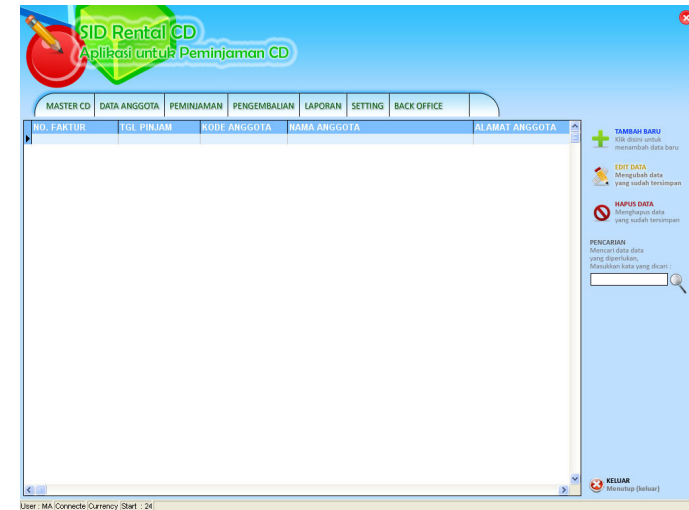 SID Rental CD
Aplikasi untuk Peminjaman CD
MASTER CD DATA ANGGOTA PEMINJAMAN PENGEMBALIAN LAPORAN SETTING BACK OFFICE
NO. FAKTUR TGL PINJAM KODE ANGGOTA NAMA ANGGOTA ALAMAT ANGGOTA
TAMBAH BARU
Klik disini untuk
menambah data baru
EDIT DATA
Mengubah data
yang sudah tersimpan
HAPUS DATA
Menghapus data
yang sudah tersimpan
PENCARIAN
Mencari data data
yang diperlukan,
Masukkan kata yang dicari :
KELUAR
Menutup (keluar)
User : MA Connecte Currency Start : 24